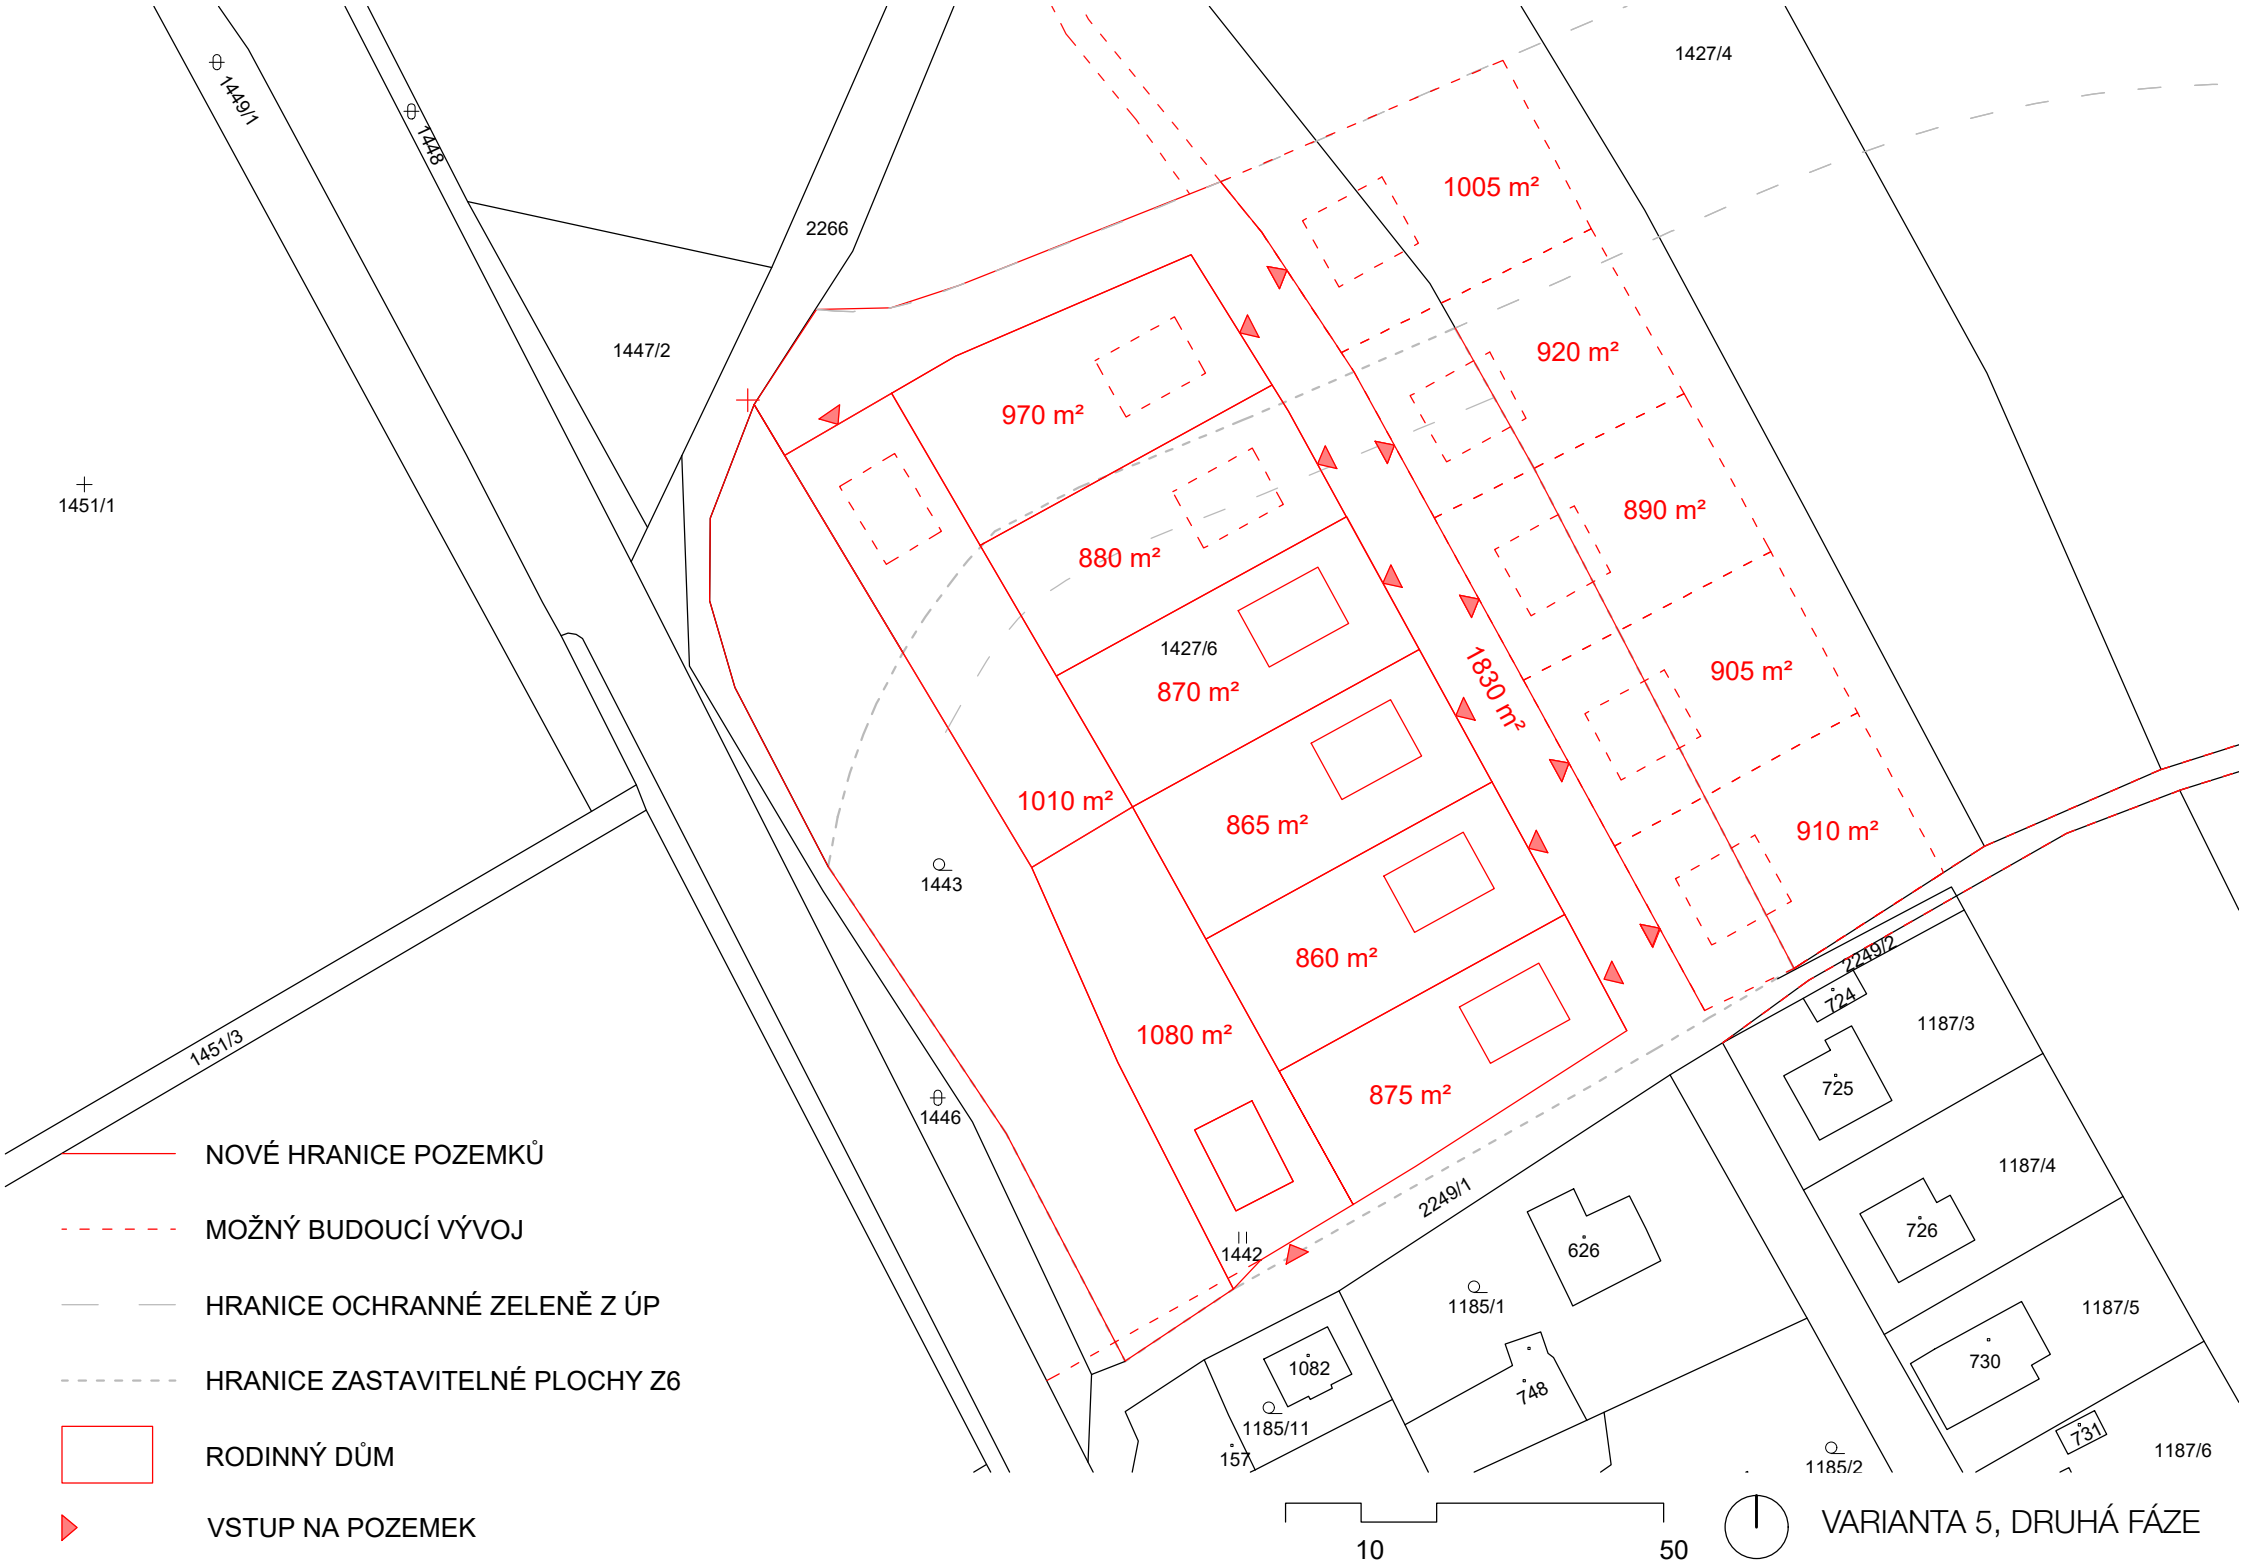 1427/4
1449/1
1448
1005 m²
2266
1447/2
920 m²
970 m²
1451/1
890 m²
880 m²
1427/6
870 m²
1830 m²
905 m²
1010 m²
865 m²
910 m²
1443
2249/2
860 m²
724
1187/3
1080 m²
1451/3
725
875 m²
1446
NOVÉ HRANICE POZEMKŮ
1187/4
2249/1
MOŽNÝ BUDOUCÍ VÝVOJ
726
1442
626
HRANICE OCHRANNÉ ZELENĚ Z ÚP
1185/1
1187/5
1082
730
HRANICE ZASTAVITELNÉ PLOCHY Z6
748
1185/11
731
157
1187/6
RODINNÝ DŮM
1185/2
VSTUP NA POZEMEK
10
50
VARIANTA 5, DRUHÁ FÁZE